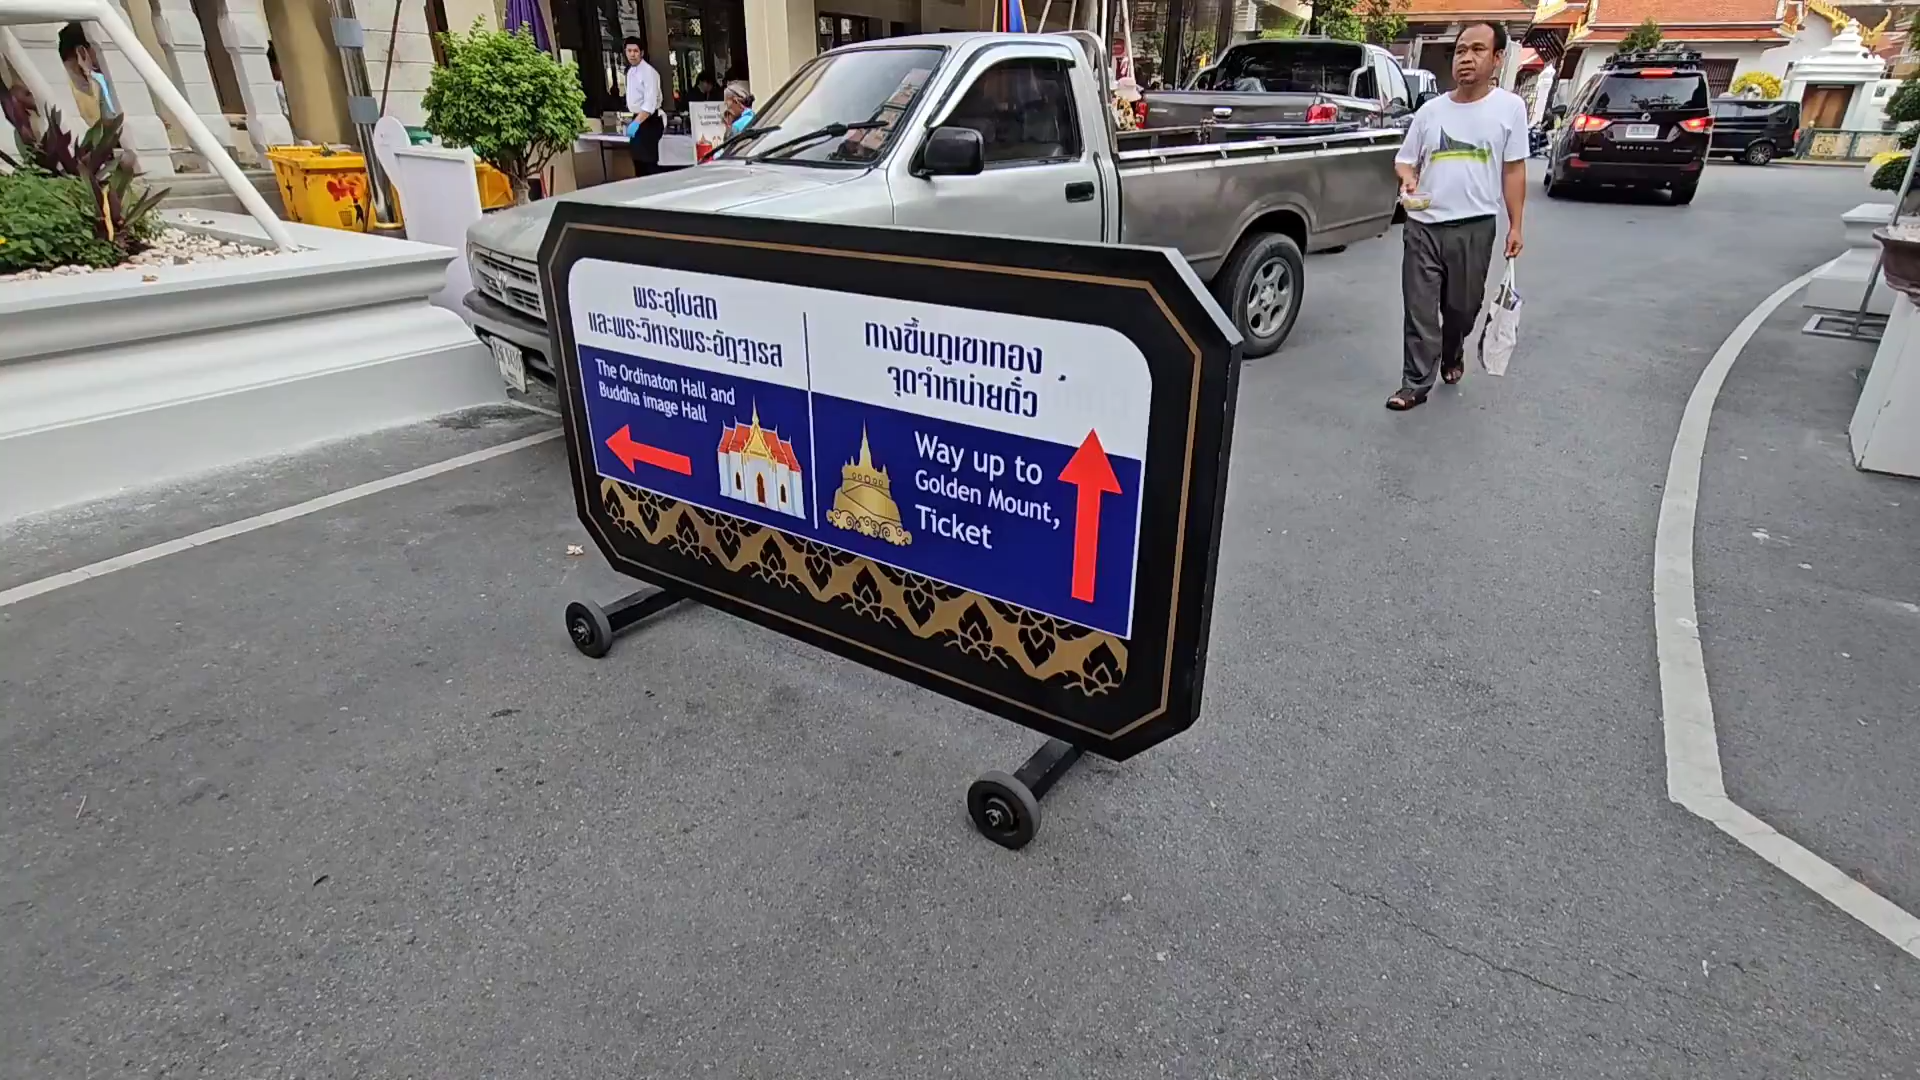 พระอุโบสถ
และพระวิหารพระอัฏฐารส
The Ordinaton Hall and
Buddha image Hall
ทางขึ้นภูเขาทอง
จุดจำหน่ายตั๋ว
Way up to
Golden Mount,
Ticket